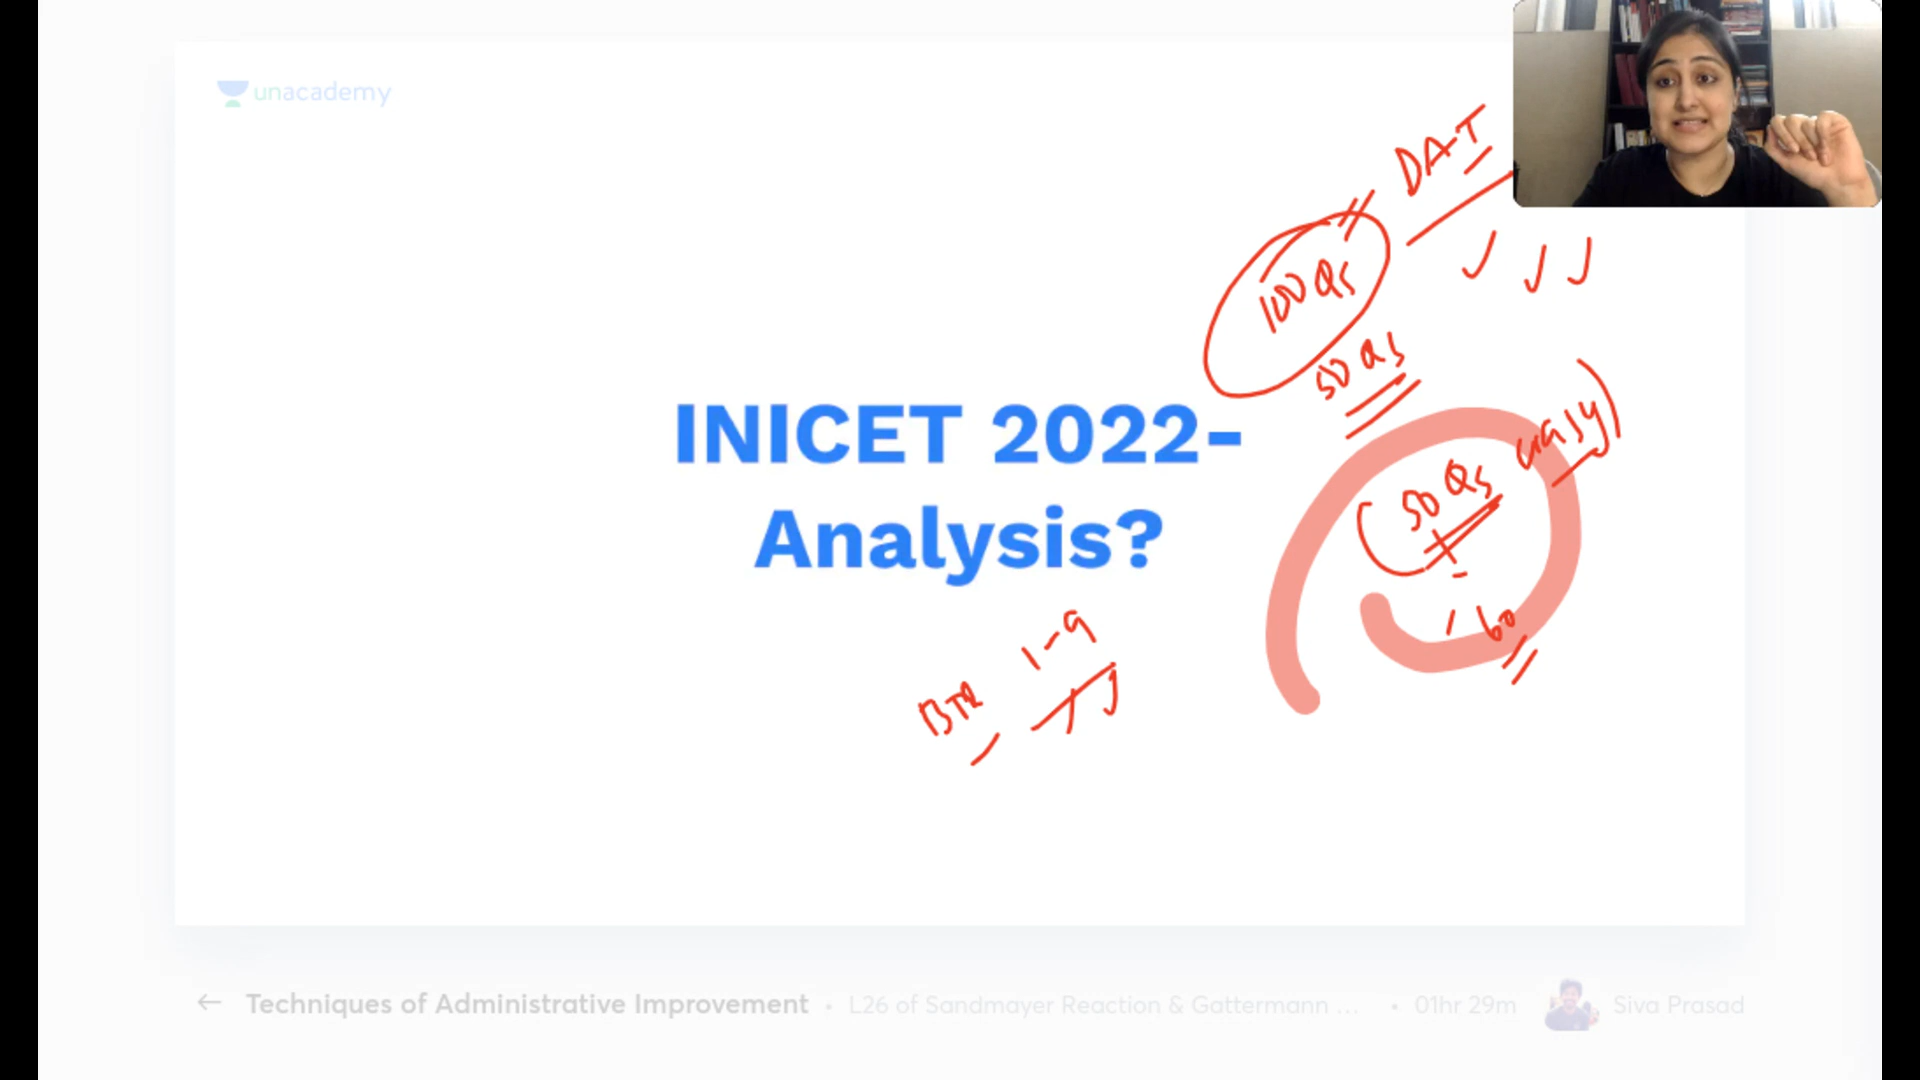 unacademy
DAT
100 Qs
50 Qs
INICET 2022-
Analysis?
50 Qs easy)
60
1-9
BTR
← Techniques of Administrative Improvement • L26 of Sandmayer Reaction & Gattermann ... • 01hr 29m Siva Prasad